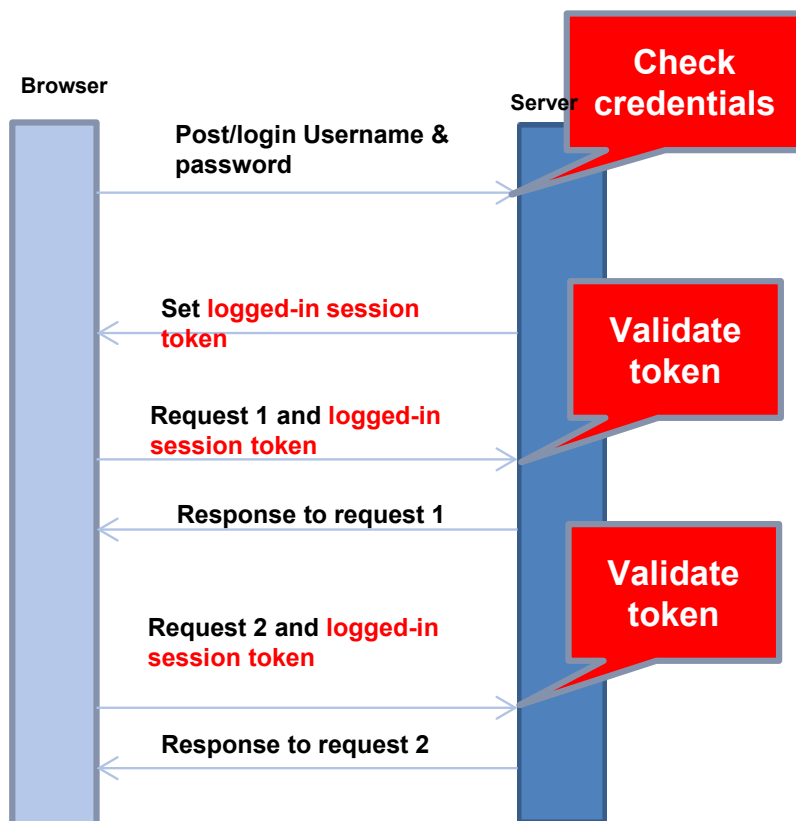 Browser
Server
Check
credentials
Post/login Username &
password
Set logged-in session
token
Validate
token
Request 1 and logged-in
session token
Response to request 1
Validate
token
Request 2 and logged-in
session token
Response to request 2